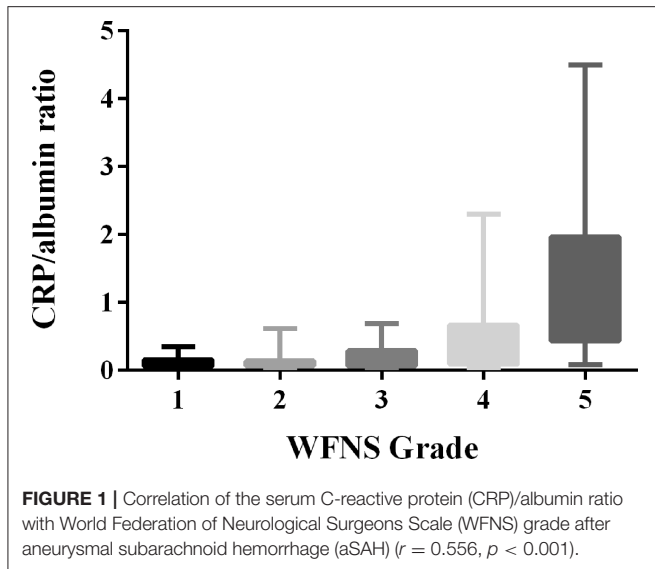 CRP/albumin ratio
5
4
3
2
1
0
1 2 3 4 5
WFNS Grade
FIGURE 1 | Correlation of the serum C-reactive protein (CRP)/albumin ratio
with World Federation of Neurological Surgeons Scale (WFNS) grade after
aneurysmal subarachnoid hemorrhage (aSAH) (r = 0.556, p < 0.001).